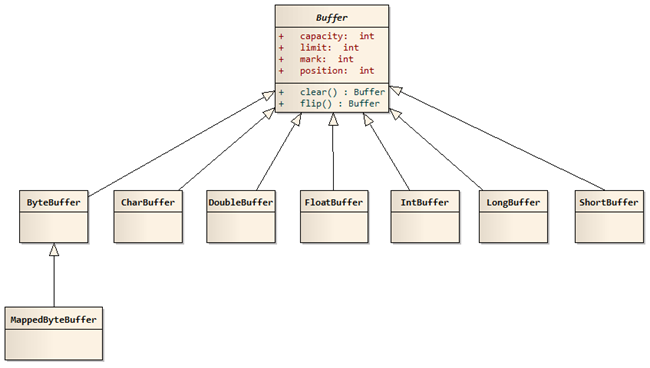 Buffer
+ capacity: int
+ limit: int
+ mark: int
+ position: int
+ clear() : Buffer
+ flip() : Buffer
ByteBuffer CharBuffer DoubleBuffer FloatBuffer IntBuffer LongBuffer ShortBuffer
MappedByteBuffer